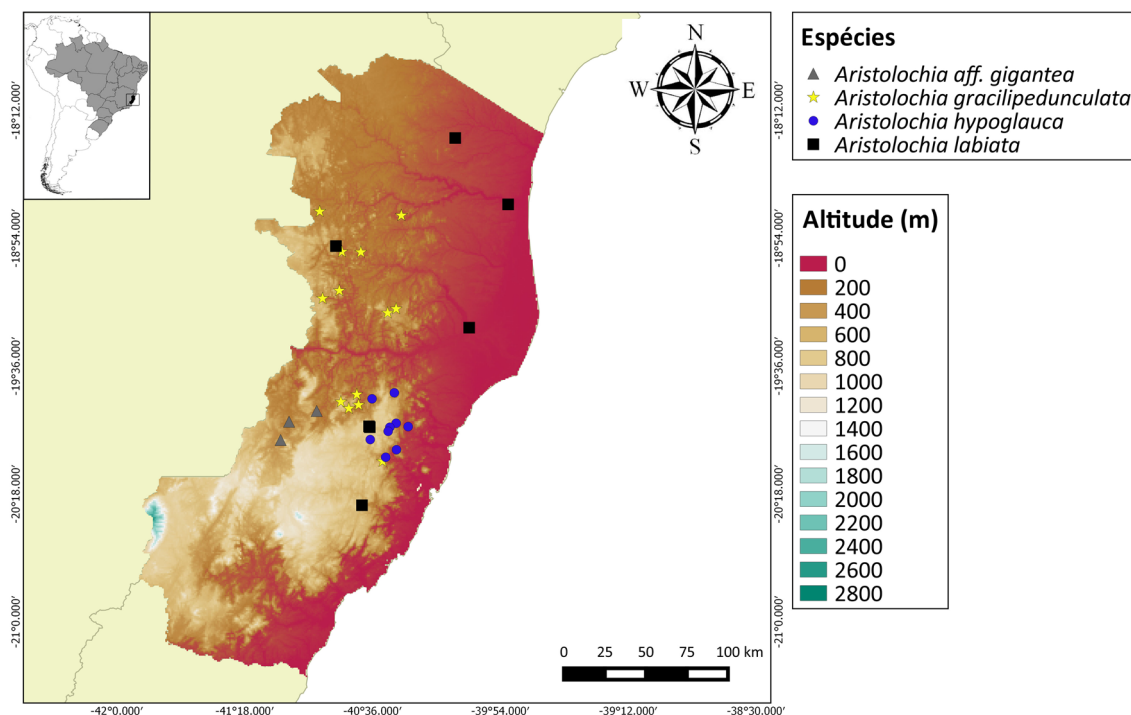 N
W E
S
Espécies
Aristolochia aff. gigantea
Aristolochia gracilipedunculata
Aristolochia hypoglauca
Aristolochia labiata
Altitude (m)
0
200
400
600
800
1000
1200
1400
1600
1800
2000
2200
2400
2600
2800
-18°12.000′
-18°54.000′
-19°36.000′
-20°18.000′
-21°0.000′
-18°12.000′
-18°54.000′
-19°36.000′
-20°18.000′
-21°0.000′
0 25 50 75 100 km
-42°0.000′ -41°18.000′ -40°36.000′ -39°54.000′ -39°12.000′ -38°30.000′